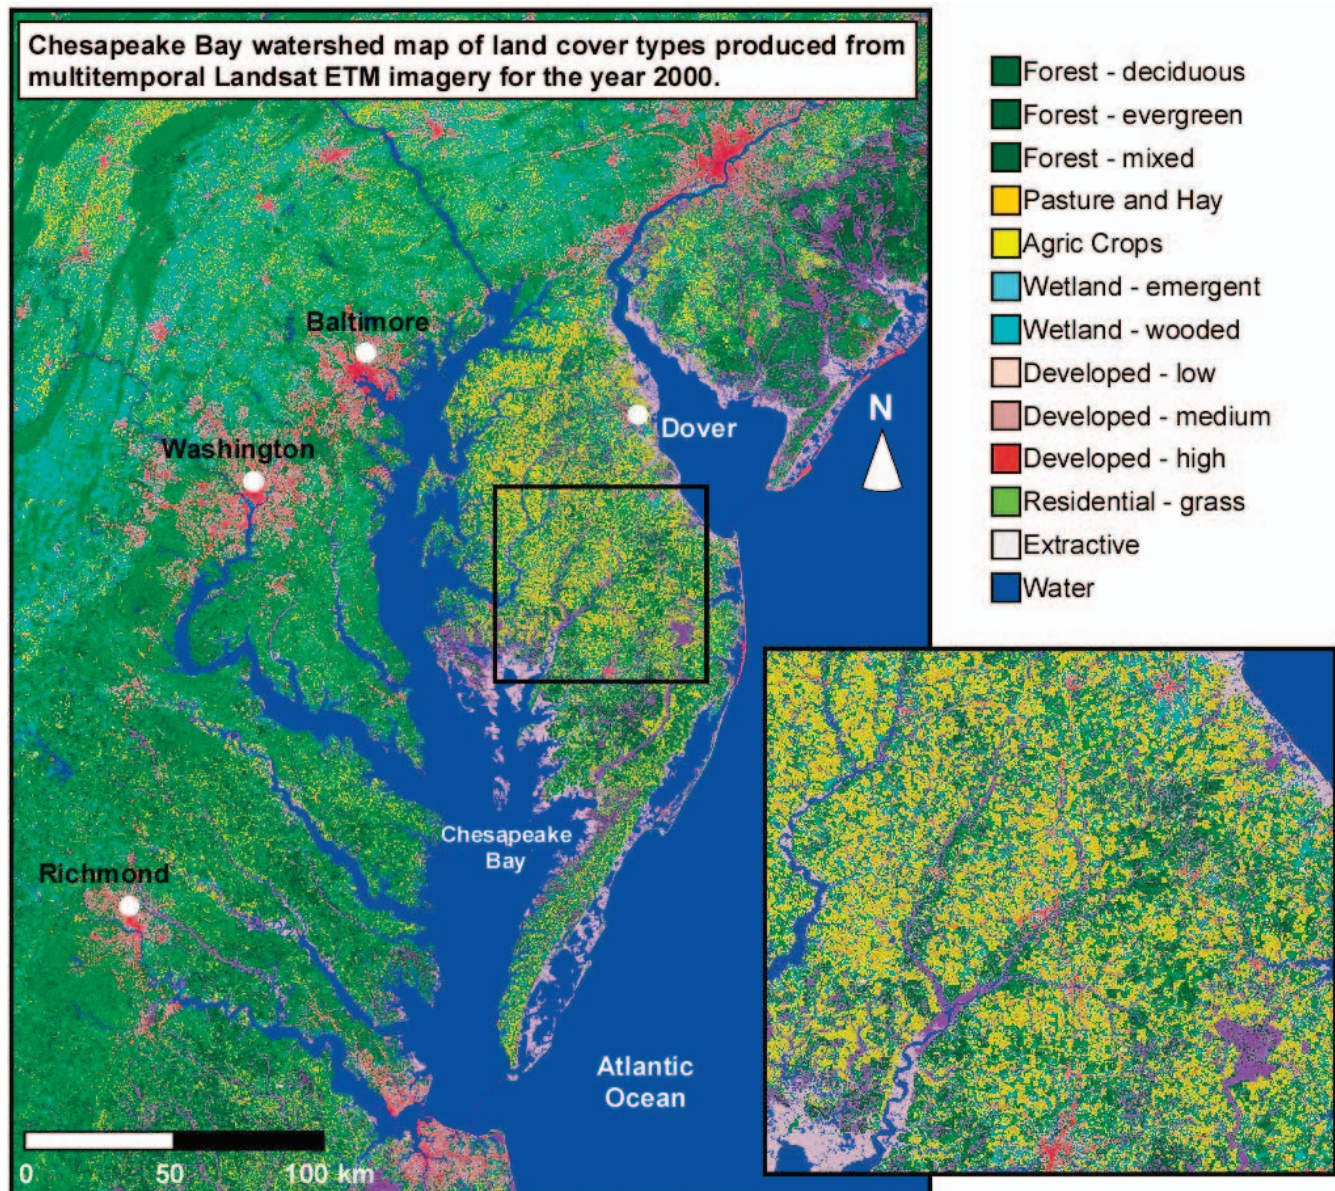 Chesapeake Bay watershed map of land cover types produced from
multitemporal Landsat ETM imagery for the year 2000.
Forest - deciduous
Forest - evergreen
Forest - mixed
Pasture and Hay
Agric Crops
Wetland - emergent
Wetland - wooded
Developed - low
Developed - medium
Developed - high
Residential - grass
Extractive
Water
Baltimore
Washington
Dover
N
Chesapeake
Bay
Richmond
Atlantic
Ocean
0 50 100 km